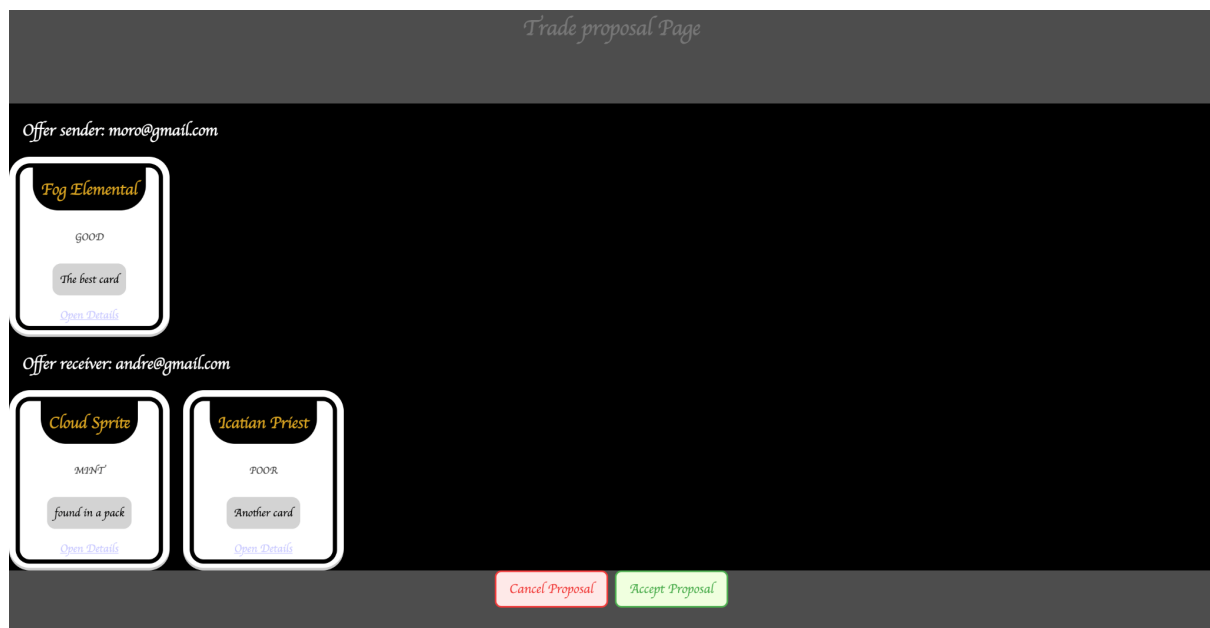 Trade proposal Page
Offer sender: moro@gmail.com
Fog Elemental
GOOD
The best card
Open Details
Offer receiver: andre@gmail.com
Cloud Sprite
MINT
found in a pack
Open Details
Icatian Priest
POOR
Another card
Open Details
Cancel Proposal
Accept Proposal